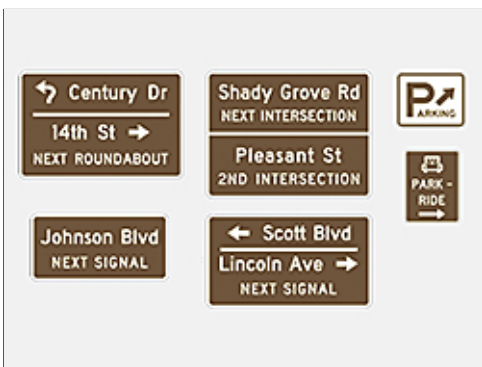 Century Dr
14th St
NEXT ROUNDABOUT
Shady Grove Rd
NEXT INTERSECTION
Pleasant St
2ND INTERSECTION
PARKING
PARK -
RIDE
Johnson Blvd
NEXT SIGNAL
Scott Blvd
Lincoln Ave
NEXT SIGNAL